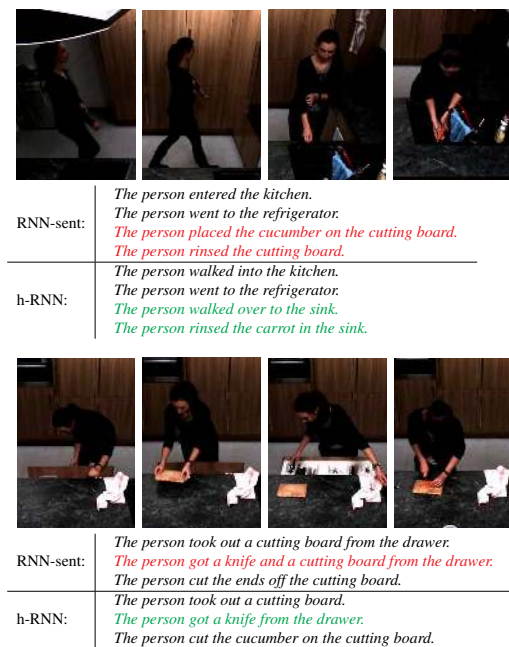 RNN-sent:
The person entered the kitchen.
The person went to the refrigerator.
The person placed the cucumber on the cutting board.
The person rinsed the cutting board.
h-RNN:
The person walked into the kitchen.
The person went to the refrigerator.
The person walked over to the sink.
The person rinsed the carrot in the sink.
RNN-sent:
The person took out a cutting board from the drawer.
The person got a knife and a cutting board from the drawer.
The person cut the ends off the cutting board.
h-RNN:
The person took out a cutting board.
The person got a knife from the drawer.
The person cut the cucumber on the cutting board.